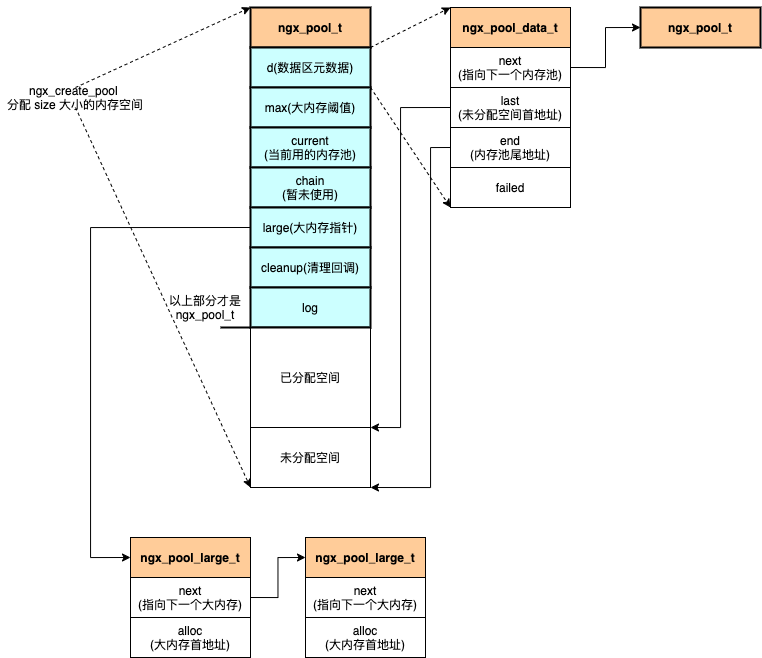 ngx_create_pool
分配 size 大小的内存空间
ngx_pool_t
d(数据区元数据)
max(大内存阈值)
current
(当前用的内存池)
chain
(暂未使用)
large(大内存指针)
cleanup(清理回调)
log
以上部分才是
ngx_pool_t
已分配空间
未分配空间
ngx_pool_data_t
next
(指向下一个内存池)
last
(未分配空间首地址)
end
(内存池尾地址)
failed
ngx_pool_t
ngx_pool_large_t
next
(指向下一个大内存)
alloc
(大内存首地址)
ngx_pool_large_t
next
(指向下一个大内存)
alloc
(大内存首地址)